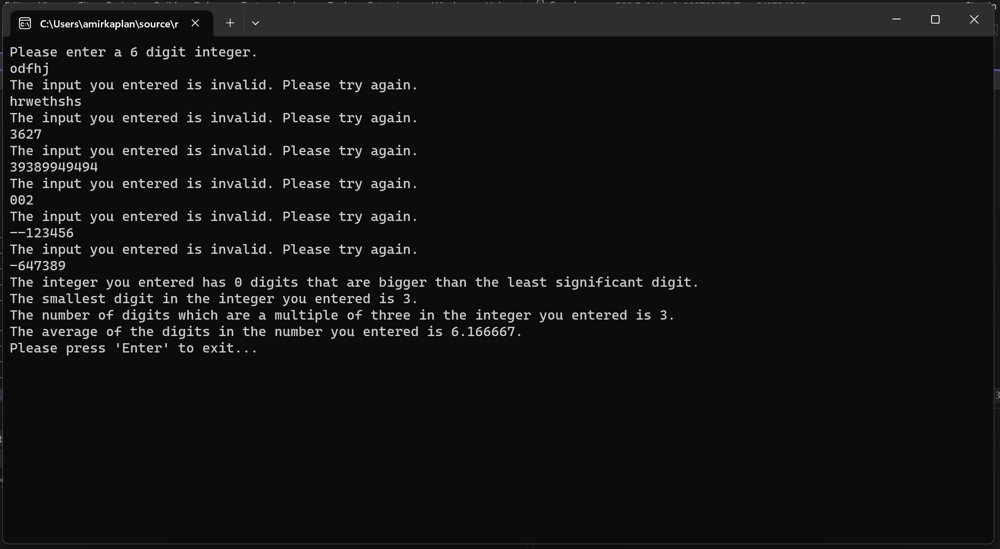 C:\Users\amirkaplan\source\r
Please enter a 6 digit integer.
odfhj
The input you entered is invalid. Please try again.
hrwethshs
The input you entered is invalid. Please try again.
3627
The input you entered is invalid. Please try again.
39389949494
The input you entered is invalid. Please try again.
002
The input you entered is invalid. Please try again.
--123456
The input you entered is invalid. Please try again.
-647389
The integer you entered has 0 digits that are bigger than the least significant digit.
The smallest digit in the integer you entered is 3.
The number of digits which are a multiple of three in the integer you entered is 3.
The average of the digits in the number you entered is 6.166667.
Please press 'Enter' to exit...